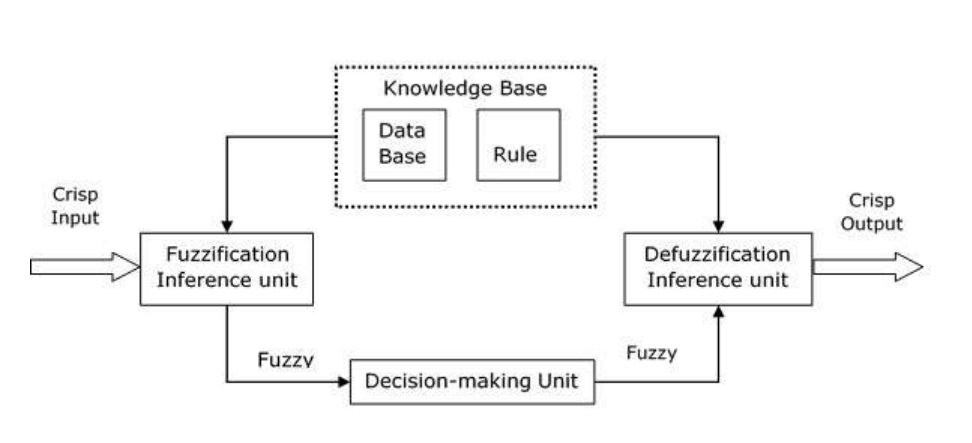 Knowledge Base
Data
Base
Rule
Crisp
Input
Crisp
Output
Fuzzification
Inference unit
Defuzzification
Inference unit
Fuzzy
Fuzzy
Decision-making Unit